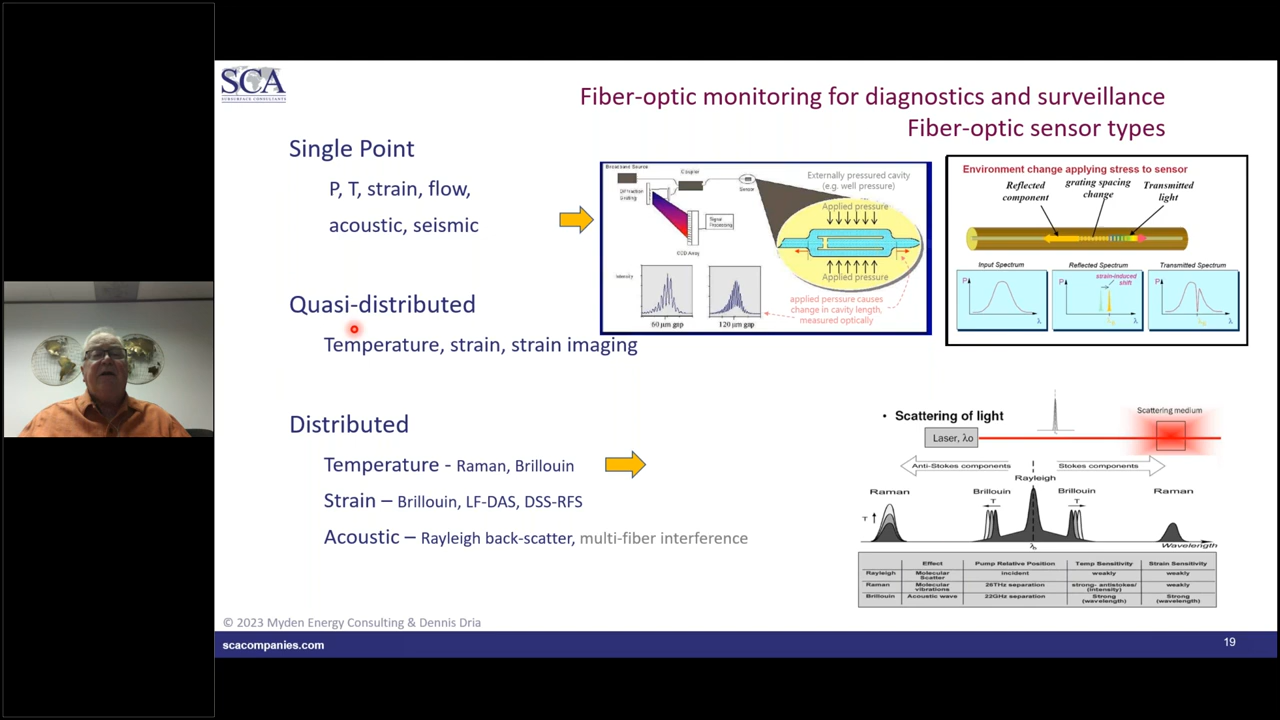 SCA
SUBSURFACE CONSULTANTS
Fiber-optic monitoring for diagnostics and surveillance
Fiber-optic sensor types
Single Point
P, T, strain, flow,
acoustic, seismic
Quasi-distributed
Temperature, strain, strain imaging
Distributed
Temperature - Raman, Brillouin
Strain – Brillouin, LF-DAS, DSS-RFS
Acoustic – Rayleigh back-scatter, multi-fiber interference
Broadband Source
Coupler
Sensor
Diffraction
Grating
Signal
Processing
CCD Array
Intensity
60 μm gap
120 μm gap
Externally pressured cavity
(e.g. well pressure)
Applied pressure
Applied pressure
applied perssure causes
change in cavity length,
measured optically
Environment change applying stress to sensor
Reflected
component
grating spacing
change
Transmitted
light
Input Spectrum
Reflected Spectrum
Transmitted Spectrum
P
λ
P
strain-induced
shift
λ
P
λ
• Scattering of light
Scattering medium
Laser, λo
Anti-Stokes components
Stokes components
Rayleigh
Raman
Brillouin
Brillouin
Raman
T
T
T
Wavelength
Effect
Pump Relative Position
Temp Sensitivity
Strain Sensitivity
Rayleigh
Molecular
Scatter
incident
weakly
weakly
Raman
Molecular
vibrations
26THz separation
strong- antistokes/
(intensity)
weakly
Brillouin
Acoustic wave
22GHz separation
Strong
(wavelength)
Strong
(wavelength)
© 2023 Myden Energy Consulting & Dennis Dria
scacompanies.com
19